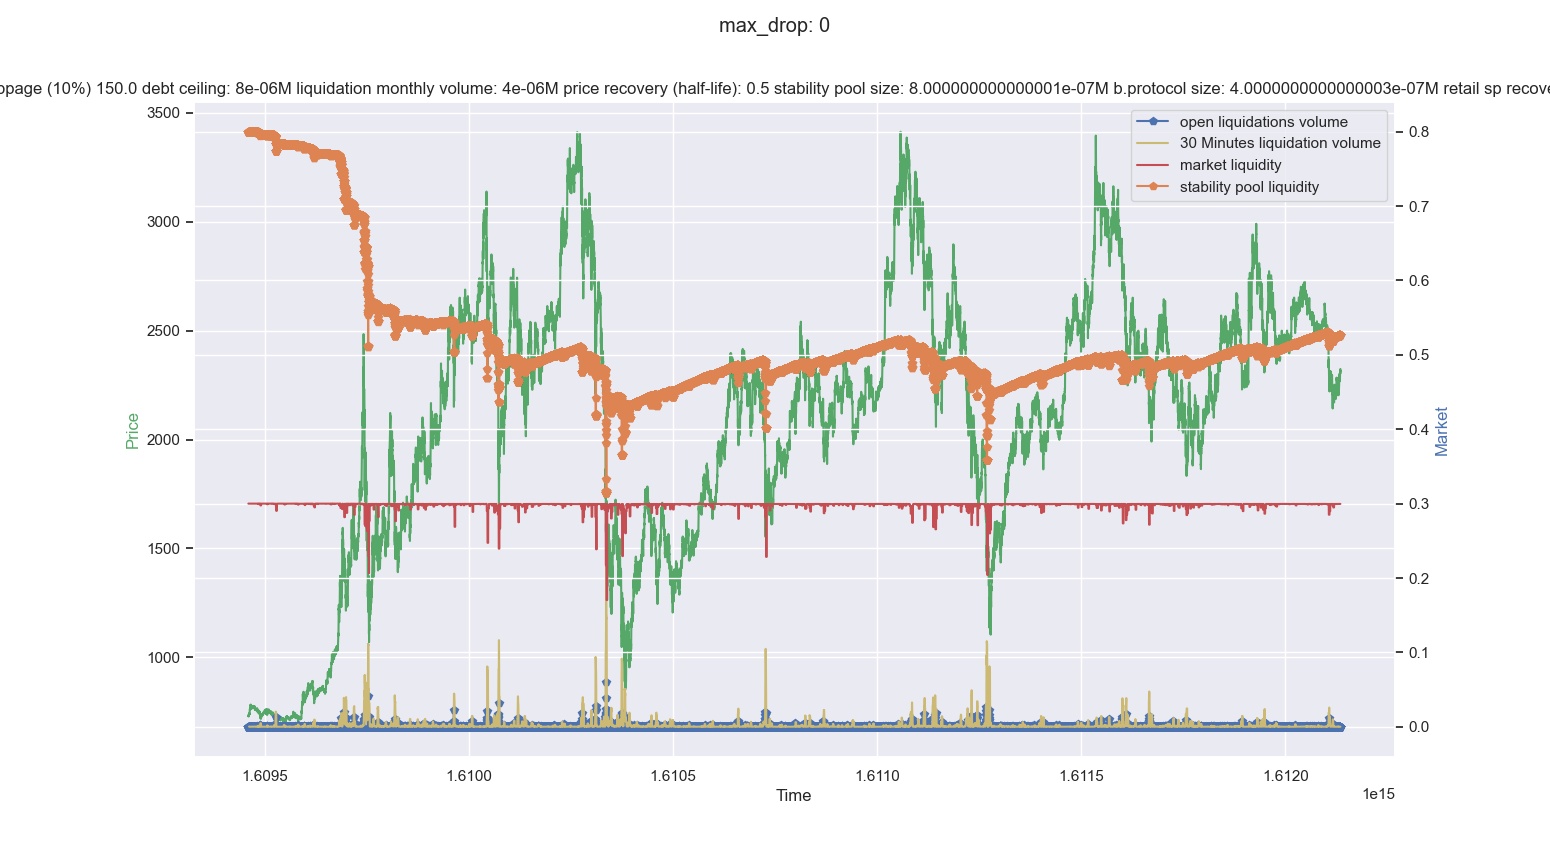 max_drop: 0
150.0 debt ceiling: 8e-06M liquidation monthly volume: 4e-06M price recovery (half-life): 0.5 stability pool size: 8.000000000000001e-07M b.protocol size: 4.0000000000000003e-07M retail sp
(10%)
3500
3000
2500
2000
1500
1000
Price
open liquidations volume
30 Minutes liquidation volume
market liquidity
stability pool liquidity
0.8
0.7
0.6
0.5
0.4
0.3
0.2
0.1
0.0
Market
1.6095
1.6100
1.6105
1.6110
1.6115
1.6120
1e15
Time